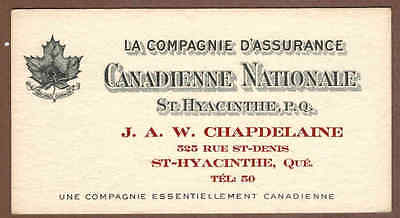 LA COMPAGNIE D'ASSURANCE
CANADIENNE NATIONALE
ST. HYACINTHE, P.Q.
J. A. W. CHAPDELAINE
325 RUE ST-DENIS
ST-HYACINTHE, QUÉ.
TÉL: 50
UNE COMPAGNIE ESSENTIELLEMENT CANADIENNE